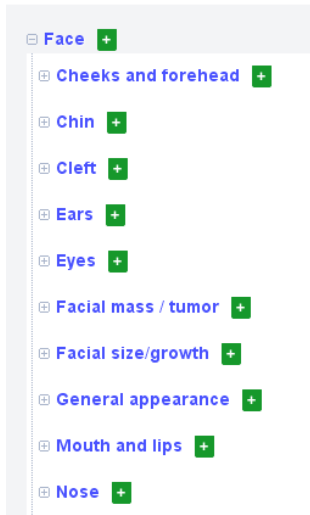 Face
Cheeks and forehead
Chin
Cleft
Ears
Eyes
Facial mass / tumor
Facial size/growth
General appearance
Mouth and lips
Nose